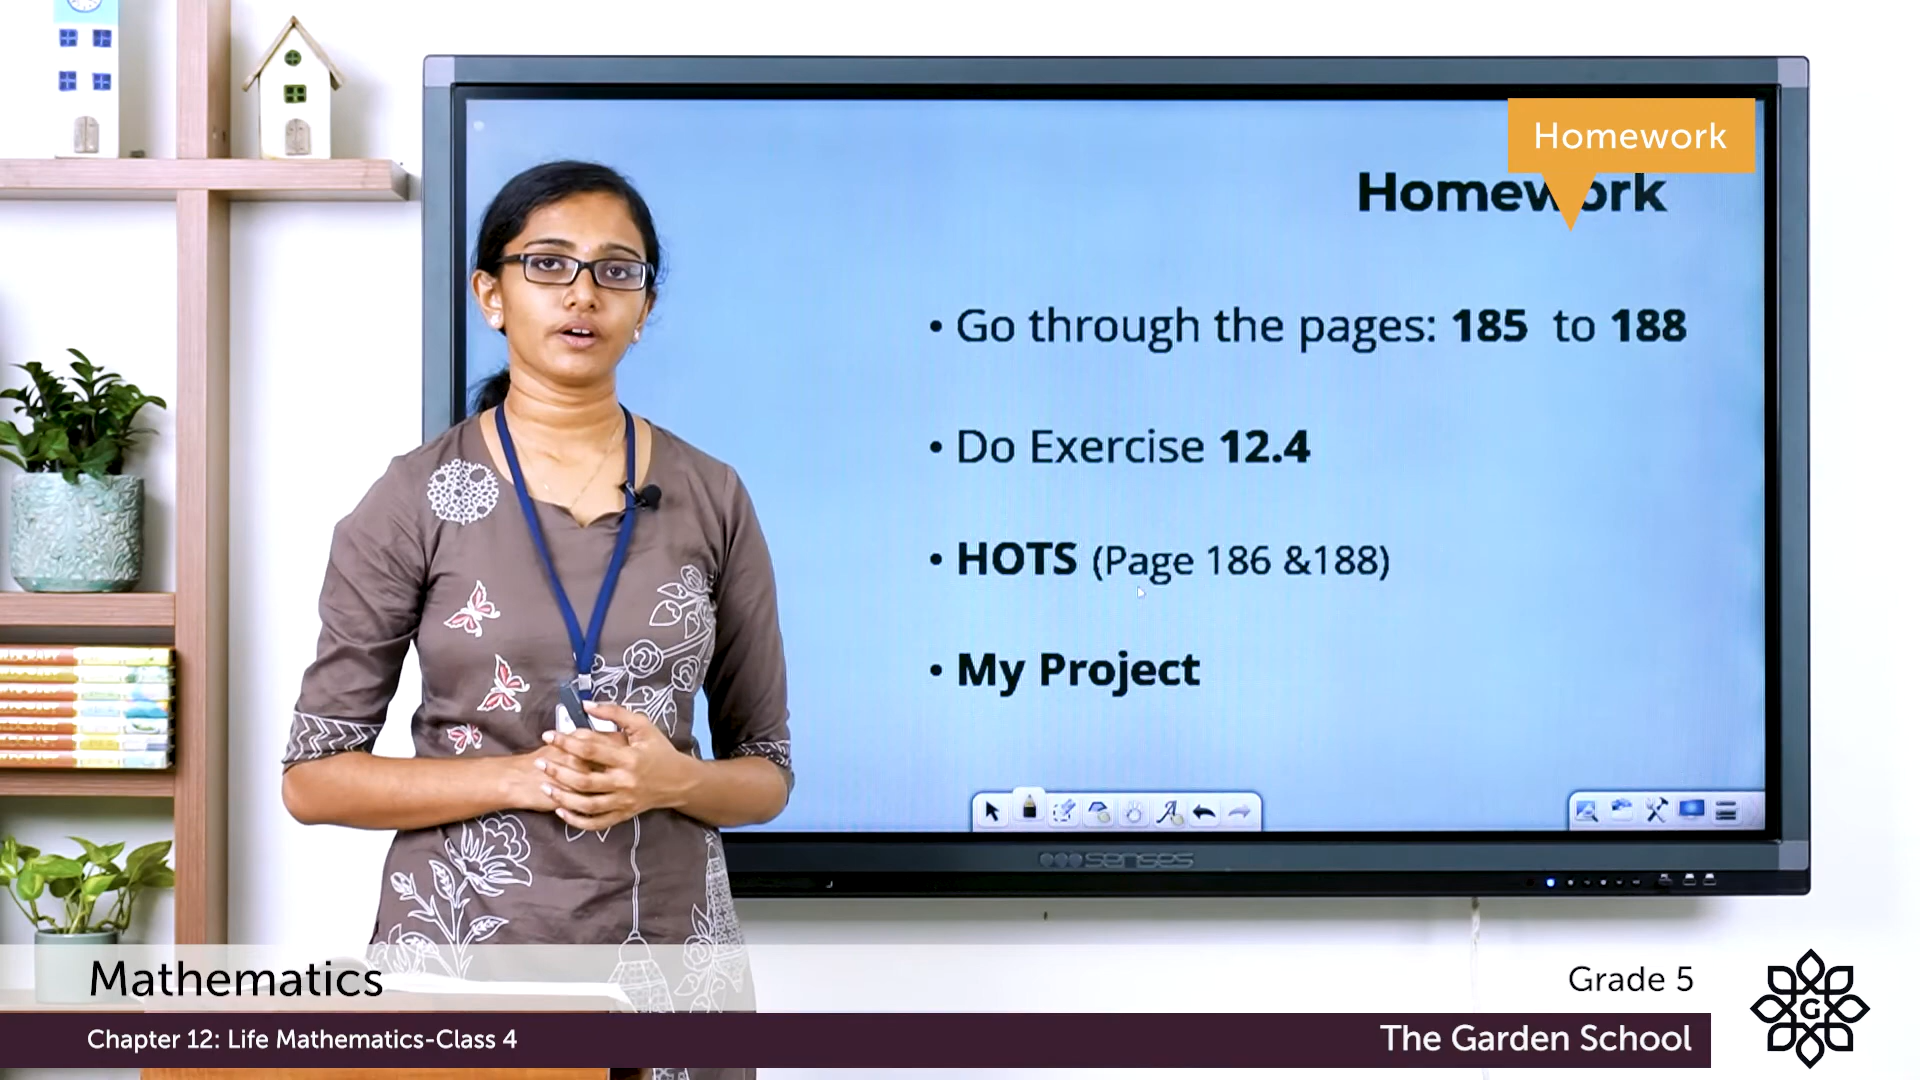 Homework
Homework
• Go through the pages: 185 to 188
• Do Exercise 12.4
• HOTS (Page 186 &188)
• My Project
senses
Mathematics
Grade 5
Chapter 12: Life Mathematics-Class 4
The Garden School
G